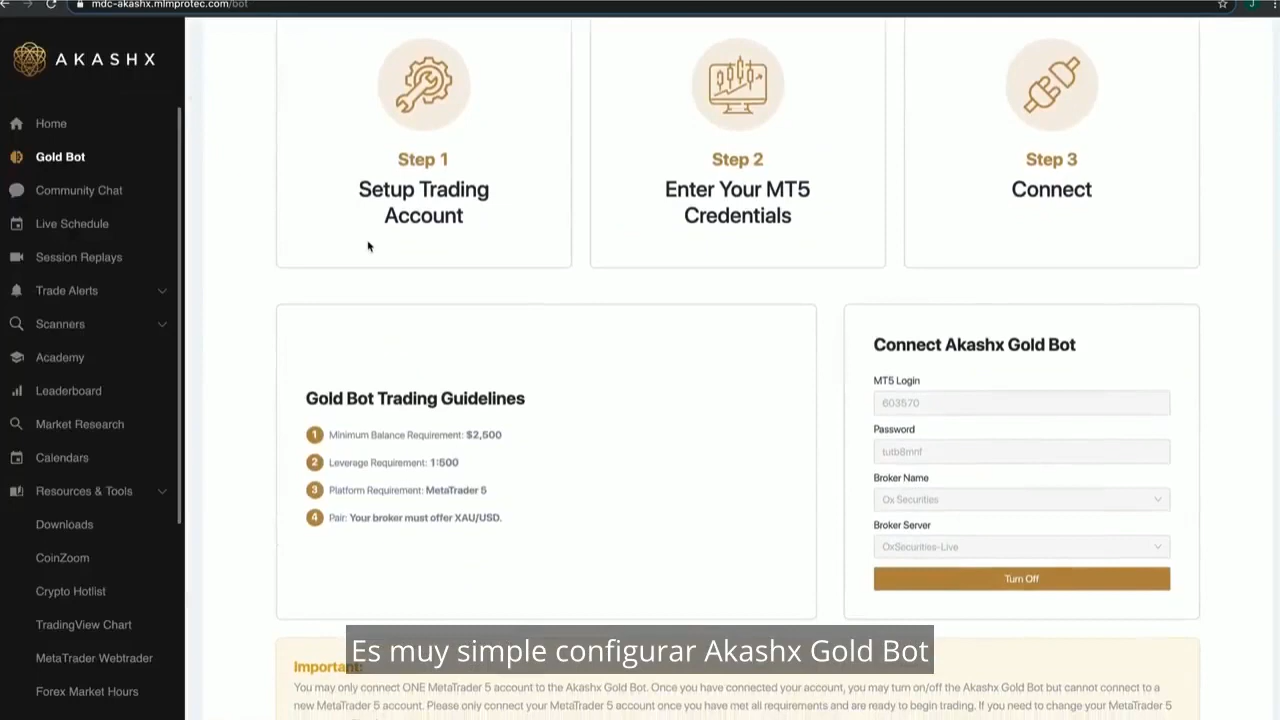 mdc-akashx.mlmprotec.com/bot
AKASHX
Home
Gold Bot
Community Chat
Live Schedule
Session Replays
Trade Alerts
Scanners
Academy
Leaderboard
Market Research
Calendars
Resources & Tools
Downloads
CoinZoom
Crypto Hotlist
TradingView Chart
MetaTrader Webtrader
Forex Market Hours
Step 1
Setup Trading
Account
Step 2
Enter Your MT5
Credentials
Step 3
Connect
Gold Bot Trading Guidelines
1 Minimum Balance Requirement: $2,500
2 Leverage Requirement: 1:500
3 Platform Requirement: MetaTrader 5
4 Pair: Your broker must offer XAU/USD.
Connect Akashx Gold Bot
MT5 Login
603570
Password
tutb8mnf
Broker Name
Ox Securities
Broker Server
OxSecurities-Live
Turn Off
Es muy simple configurar Akashx Gold Bot
Important:
You may only connect ONE MetaTrader 5 account to the Akashx Gold Bot. Once you have connected your account, you may turn on/off the Akashx Gold Bot but cannot connect to a
new MetaTrader 5 account. Please only connect your MetaTrader 5 account once you have met all requirements and are ready to begin trading. If you need to change your MetaTrader 5